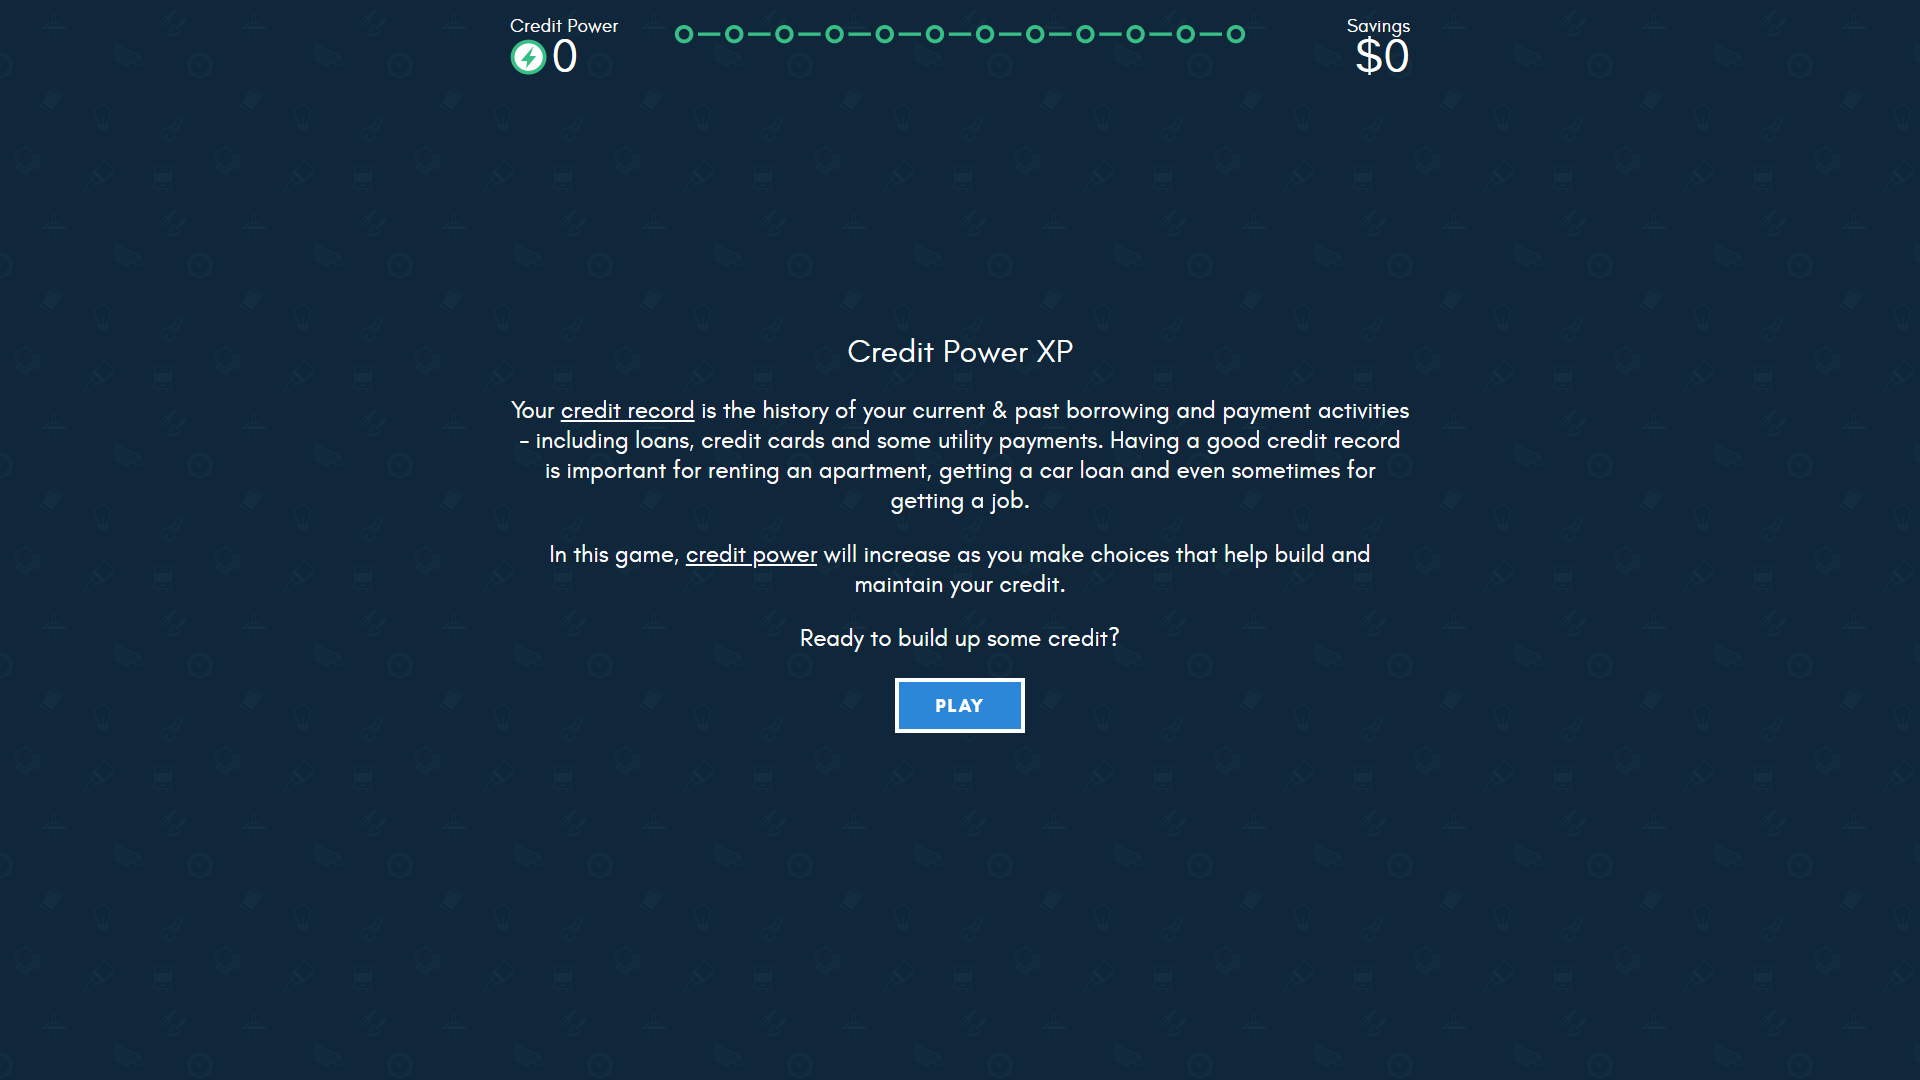 Credit Power
0
Savings
$0
Credit Power XP
Your credit record is the history of your current & past borrowing and payment activities
- including loans, credit cards and some utility payments. Having a good credit record
is important for renting an apartment, getting a car loan and even sometimes for
getting a job.
In this game, credit power will increase as you make choices that help build and
maintain your credit.
Ready to build up some credit?
PLAY